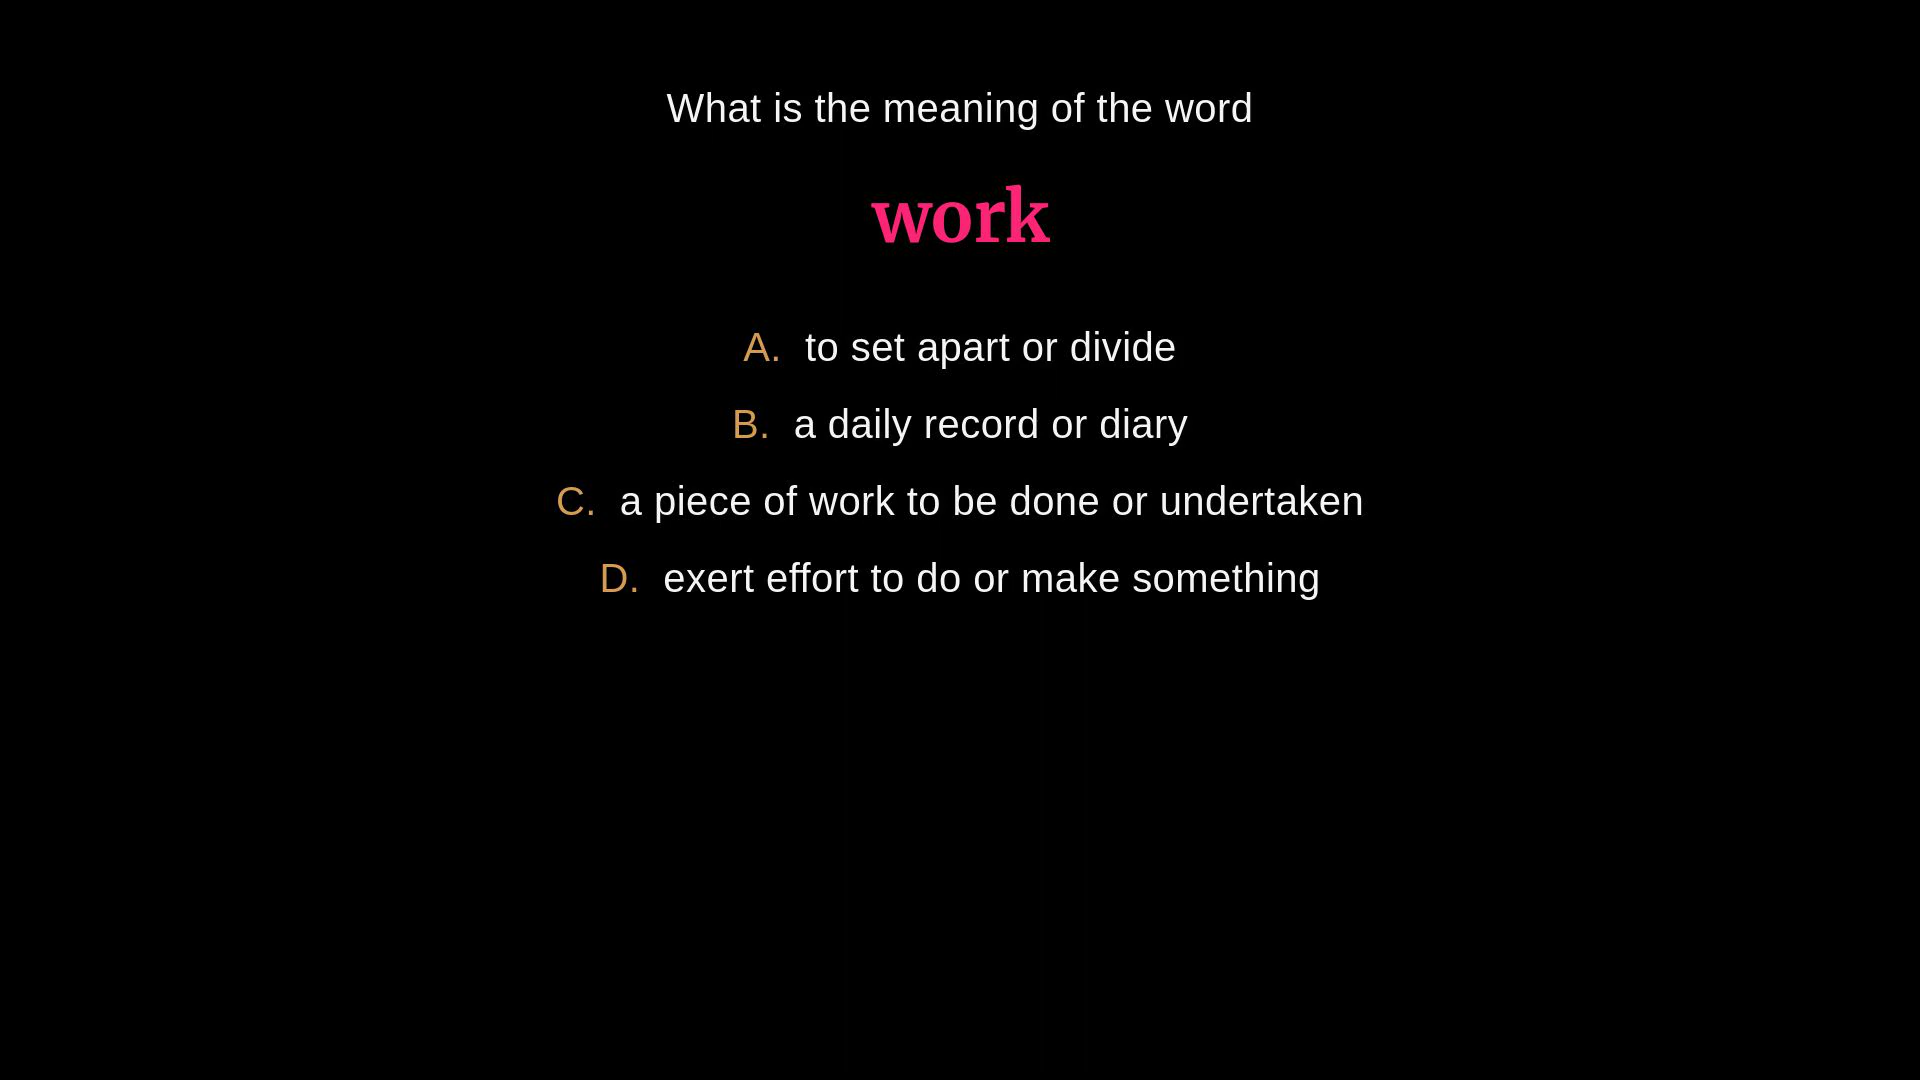 What is the meaning of the word
work
A. to set apart or divide
B. a daily record or diary
C. a piece of work to be done or undertaken
D. exert effort to do or make something